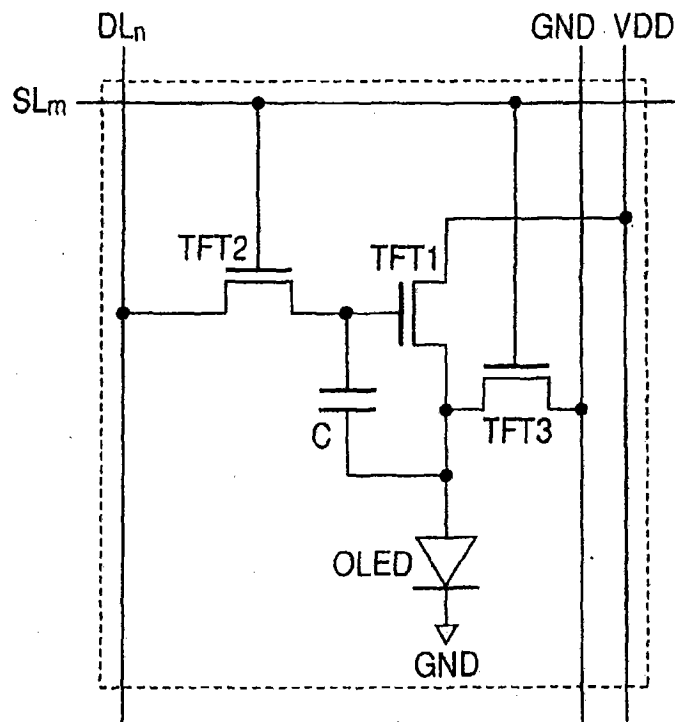 DLn GND VDD
SLm
TFT2 TFT1
C TFT3
OLED
GND